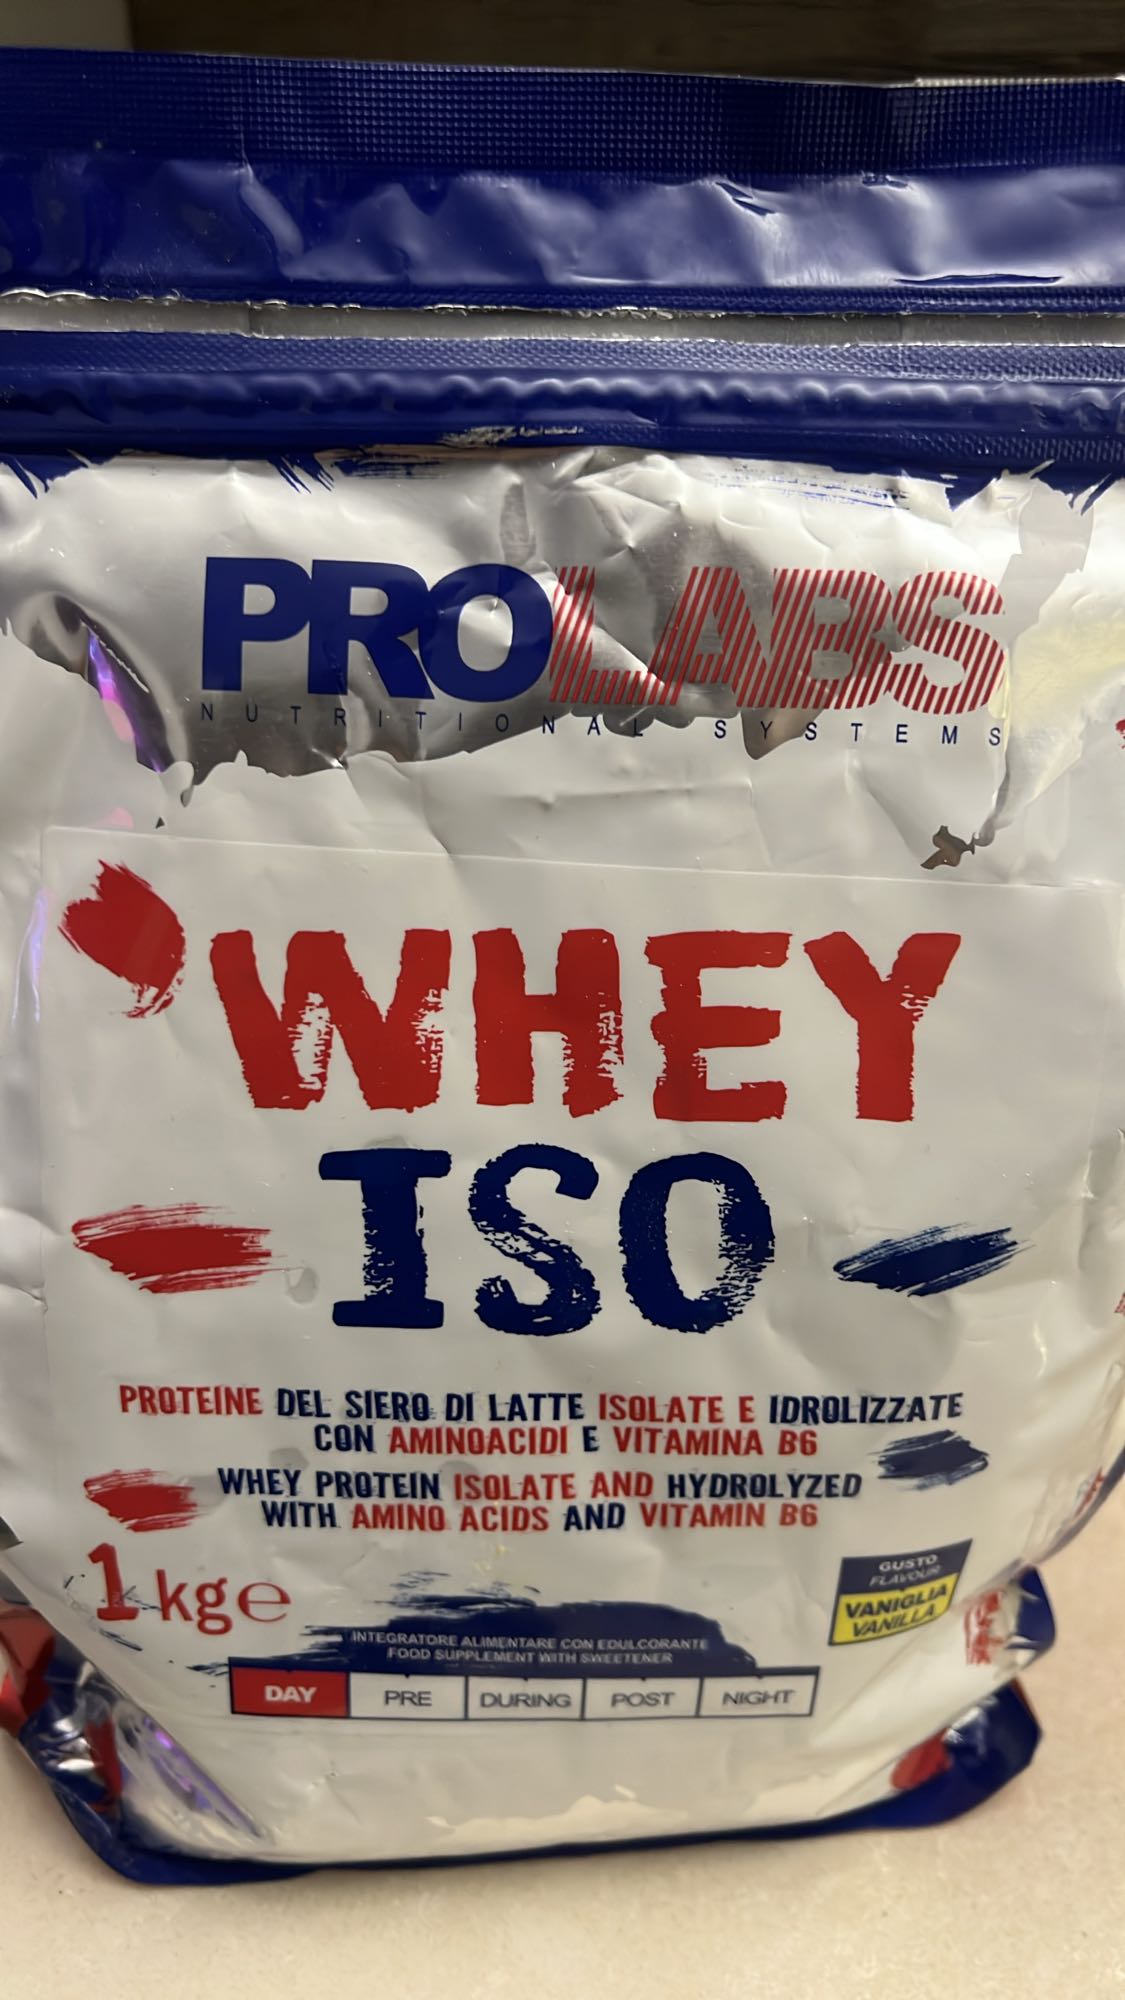 PROLABS
NUTRITIONAL SYSTEMS
WHEY
ISO
PROTEINE DEL SIERO DI LATTE ISOLATE E IDROLIZZATE
CON AMINOACIDI E VITAMINA B6
WHEY PROTEIN ISOLATE AND HYDROLYZED
WITH AMINO ACIDS AND VITAMIN B6
1 kg e
GUSTO
FLAVOUR
VANIGLIA
VANILLA
INTEGRATORE ALIMENTARE CON EDULCORANTE
FOOD SUPPLEMENT WITH SWEETENER
DAY PRE DURING POST NIGHT